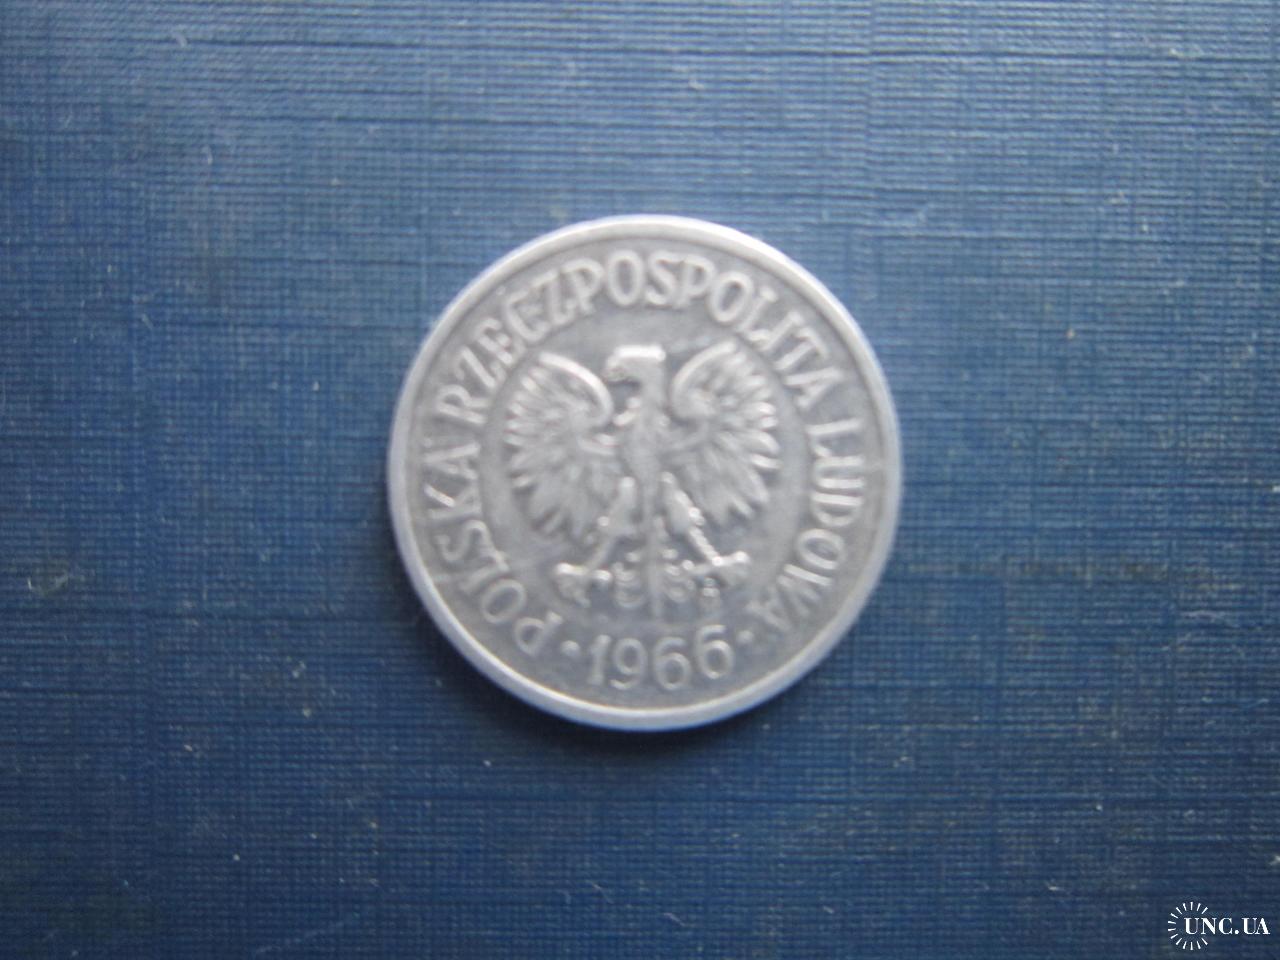 POLSKA RZECZPOSPOLITA LUDOWA
· 1966 ·
UNC.UA